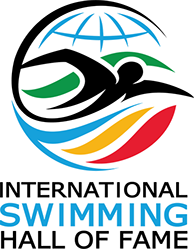 INTERNATIONAL
SWIMMING
HALL OF FAME